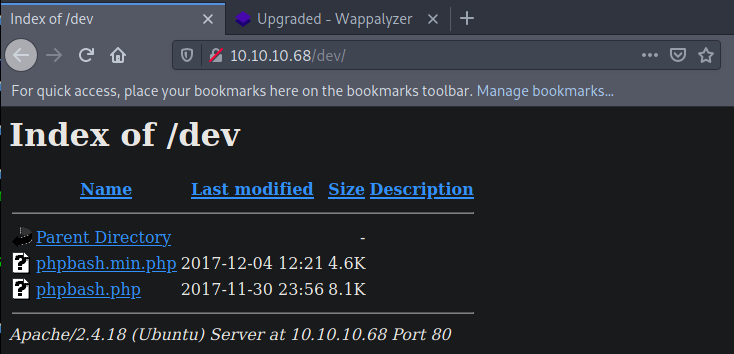 Index of /dev
Upgraded - Wappalyzer
10.10.10.68/dev/
For quick access, place your bookmarks here on the bookmarks toolbar. Manage bookmarks...
Index of /dev
Name Last modified Size Description
Parent Directory -
phpbash.min.php 2017-12-04 12:21 4.6K
phpbash.php 2017-11-30 23:56 8.1K
Apache/2.4.18 (Ubuntu) Server at 10.10.10.68 Port 80